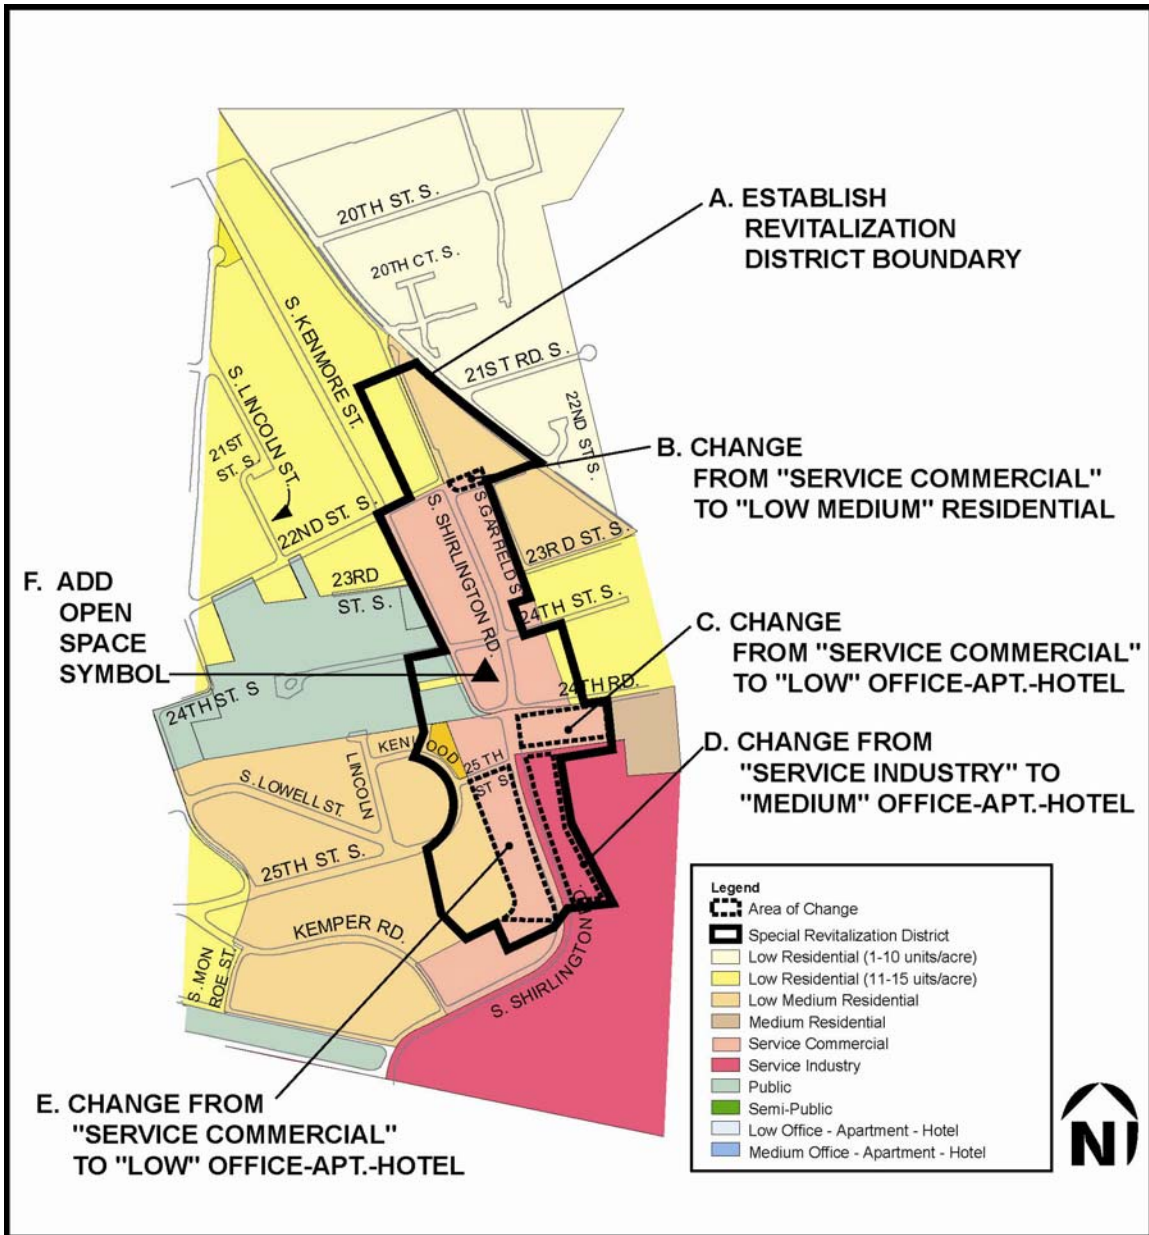 A. ESTABLISH
REVITALIZATION
DISTRICT BOUNDARY
B. CHANGE
FROM "SERVICE COMMERCIAL"
TO "LOW MEDIUM" RESIDENTIAL
C. CHANGE
FROM "SERVICE COMMERCIAL"
TO "LOW" OFFICE-APT.-HOTEL
D. CHANGE FROM
"SERVICE INDUSTRY" TO
"MEDIUM" OFFICE-APT.-HOTEL
E. CHANGE FROM
"SERVICE COMMERCIAL"
TO "LOW" OFFICE-APT.-HOTEL
F. ADD
OPEN
SPACE
SYMBOL
20TH ST. S.
20TH CT. S.
21ST RD. S.
22ND ST. S.
S. KENMORE ST.
S. LINCOLN ST.
21ST
ST. S
22ND ST. S.
23RD
ST. S.
S. SHIRLINGTON RD.
S. GARFIELD S
23RD ST. S.
24TH ST. S.
24TH RD.
24TH ST. S
KENWOOD
LINCOLN
25 TH
ST S.
S. LOWELL ST.
25TH ST. S.
KEMPER RD.
S. MON
ROE ST.
S. SHIRLINGTON
Legend
Area of Change
Special Revitalization District
Low Residential (1-10 units/acre)
Low Residential (11-15 uits/acre)
Low Medium Residential
Medium Residential
Service Commercial
Service Industry
Public
Semi-Public
Low Office - Apartment - Hotel
Medium Office - Apartment - Hotel
N